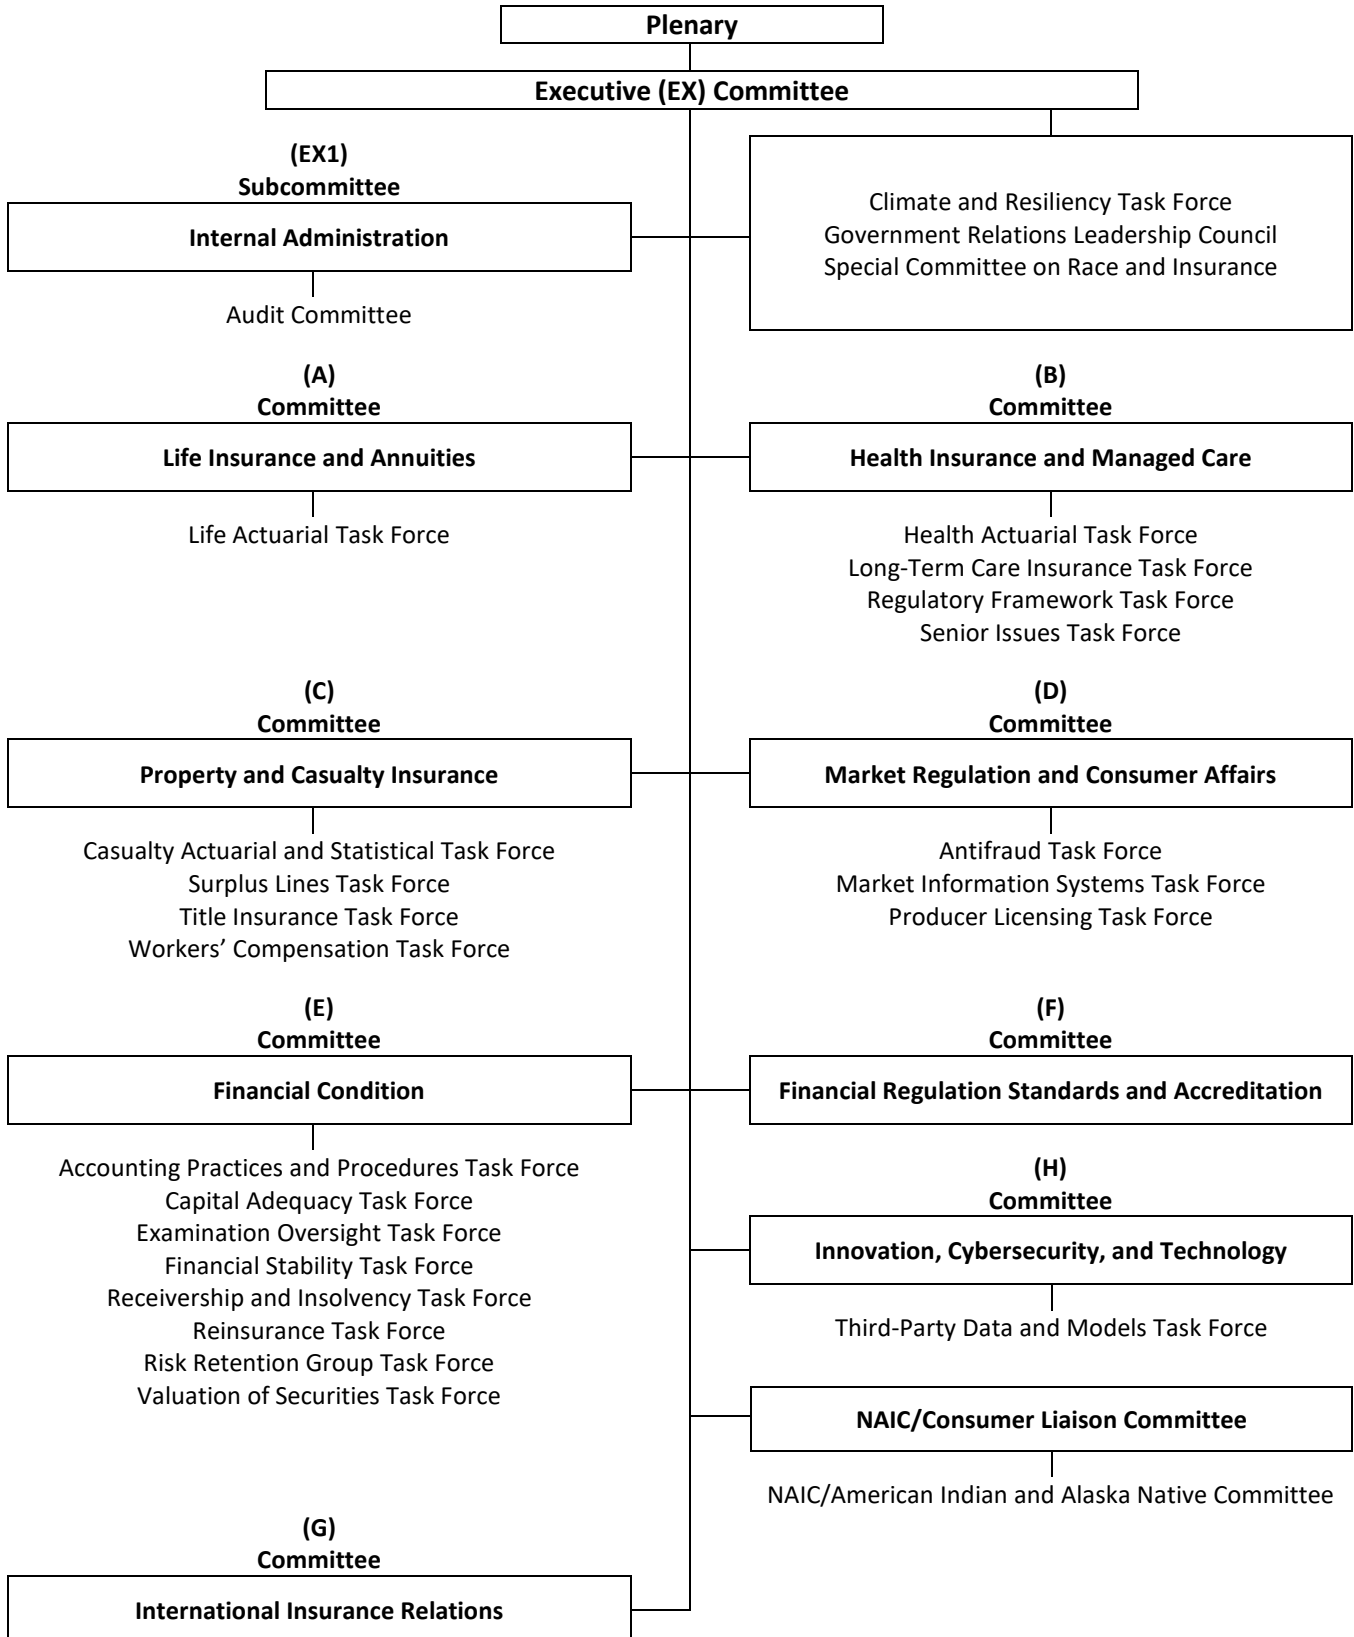 Plenary
Executive (EX) Committee
(EX1)
Subcommittee
Internal Administration
Audit Committee
Climate and Resiliency Task Force
Government Relations Leadership Council
Special Committee on Race and Insurance
(A)
Committee
Life Insurance and Annuities
Life Actuarial Task Force
(B)
Committee
Health Insurance and Managed Care
Health Actuarial Task Force
Long-Term Care Insurance Task Force
Regulatory Framework Task Force
Senior Issues Task Force
(C)
Committee
Property and Casualty Insurance
Casualty Actuarial and Statistical Task Force
Surplus Lines Task Force
Title Insurance Task Force
Workers’ Compensation Task Force
(D)
Committee
Market Regulation and Consumer Affairs
Antifraud Task Force
Market Information Systems Task Force
Producer Licensing Task Force
(E)
Committee
Financial Condition
Accounting Practices and Procedures Task Force
Capital Adequacy Task Force
Examination Oversight Task Force
Financial Stability Task Force
Receivership and Insolvency Task Force
Reinsurance Task Force
Risk Retention Group Task Force
Valuation of Securities Task Force
(F)
Committee
Financial Regulation Standards and Accreditation
(H)
Committee
Innovation, Cybersecurity, and Technology
Third-Party Data and Models Task Force
NAIC/Consumer Liaison Committee
NAIC/American Indian and Alaska Native Committee
(G)
Committee
International Insurance Relations